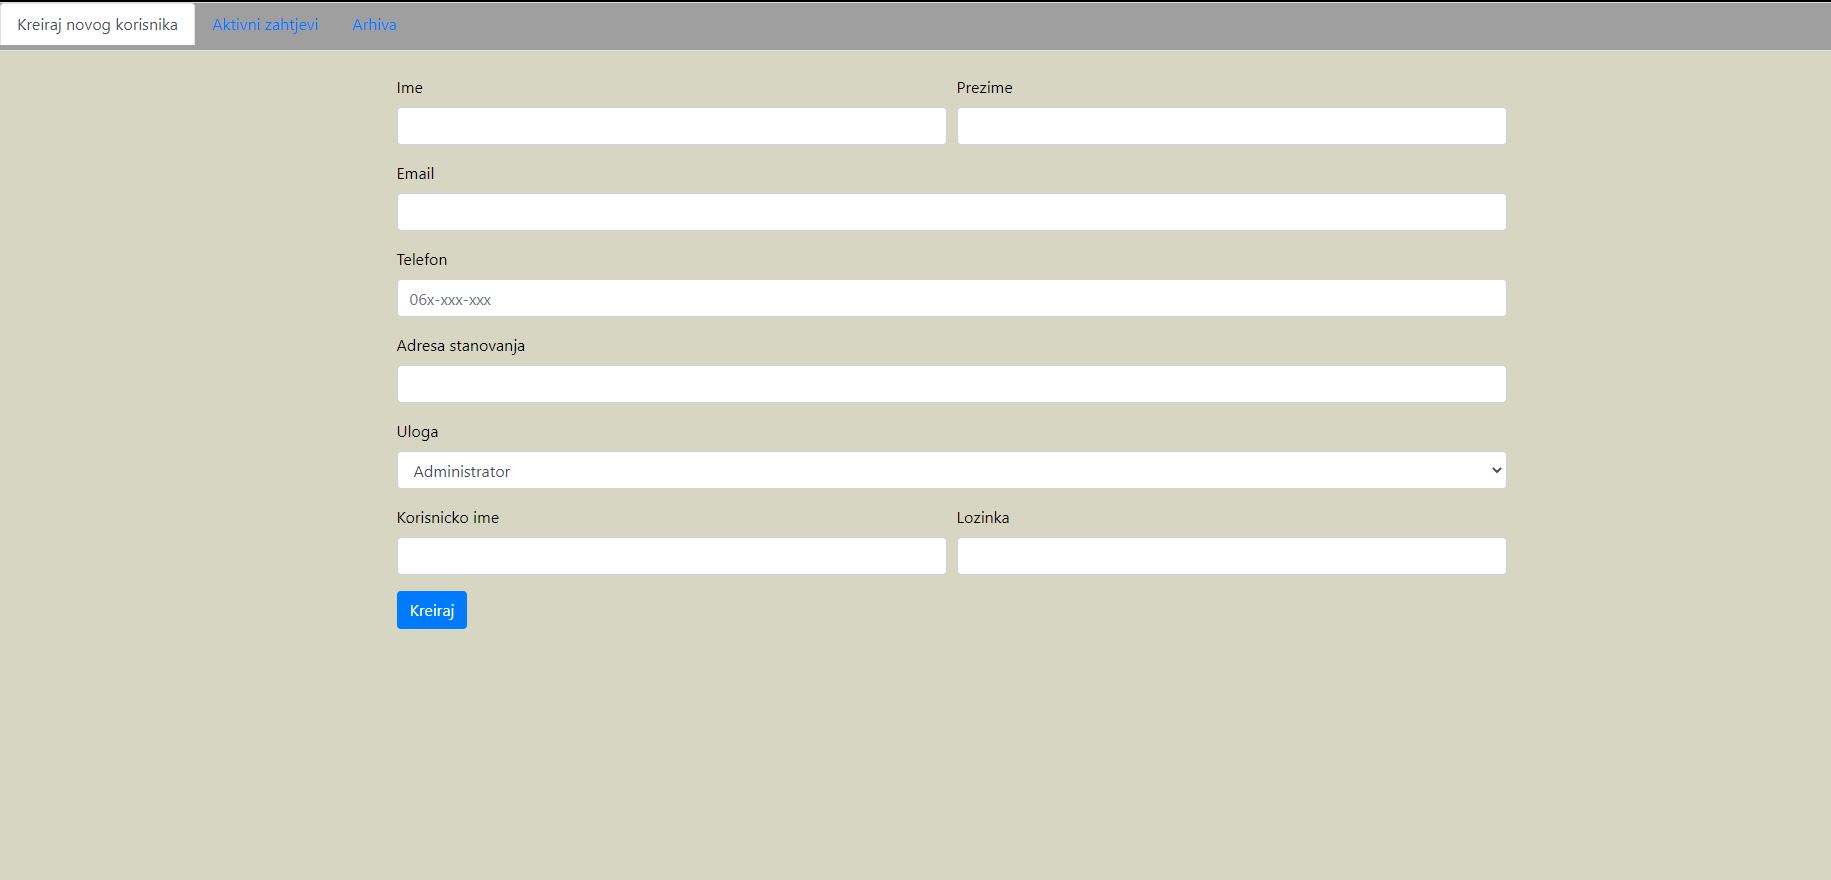 Kreiraj novog korisnika Aktivni zahtjevi Arhiva
Ime Prezime
Email
Telefon
06x-xxx-xxx
Adresa stanovanja
Uloga
Administrator
Korisnicko ime Lozinka
Kreiraj